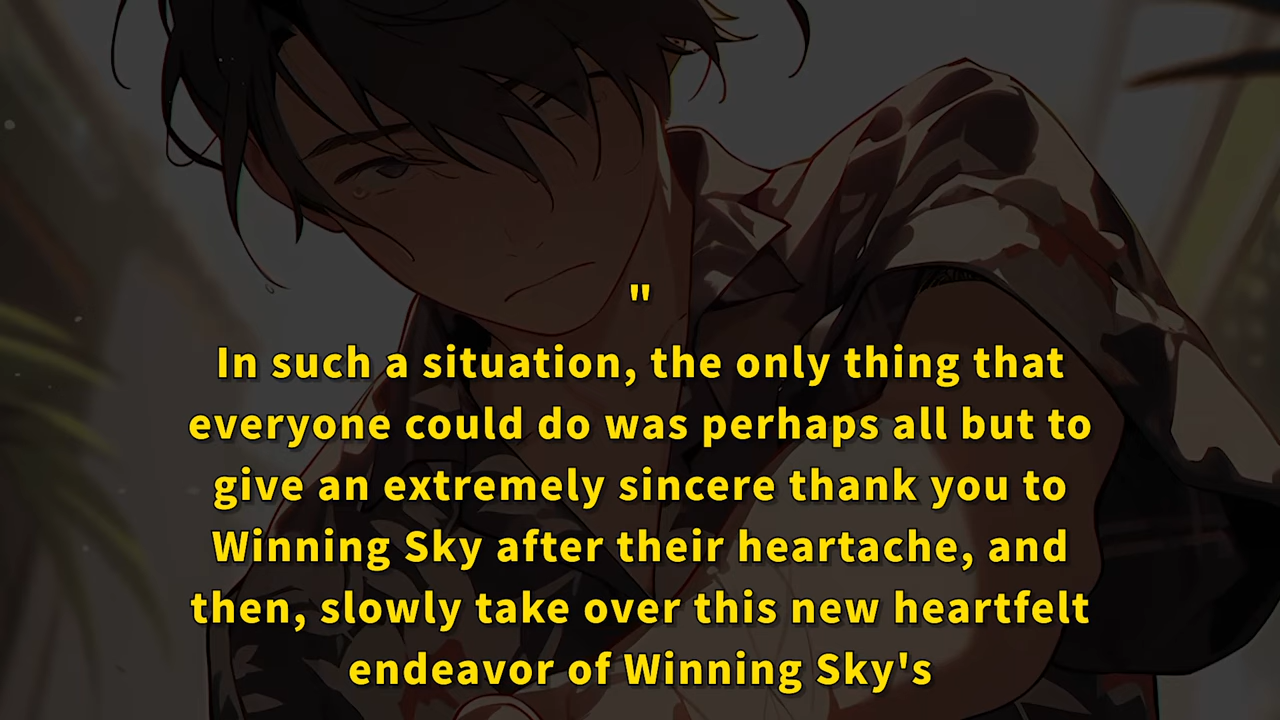 "
In such a situation, the only thing that
everyone could do was perhaps all but to
give an extremely sincere thank you to
Winning Sky after their heartache, and
then, slowly take over this new heartfelt
endeavor of Winning Sky's